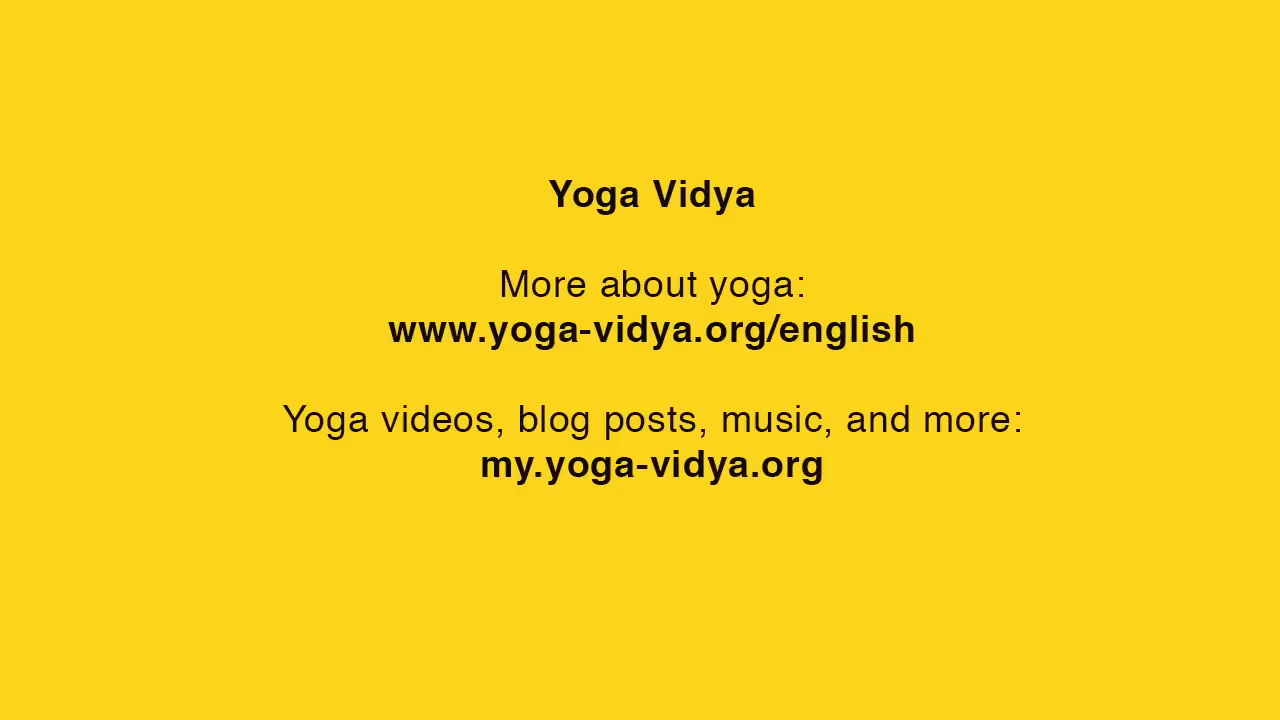 Yoga Vidya
More about yoga:
www.yoga-vidya.org/english
Yoga videos, blog posts, music, and more:
my.yoga-vidya.org